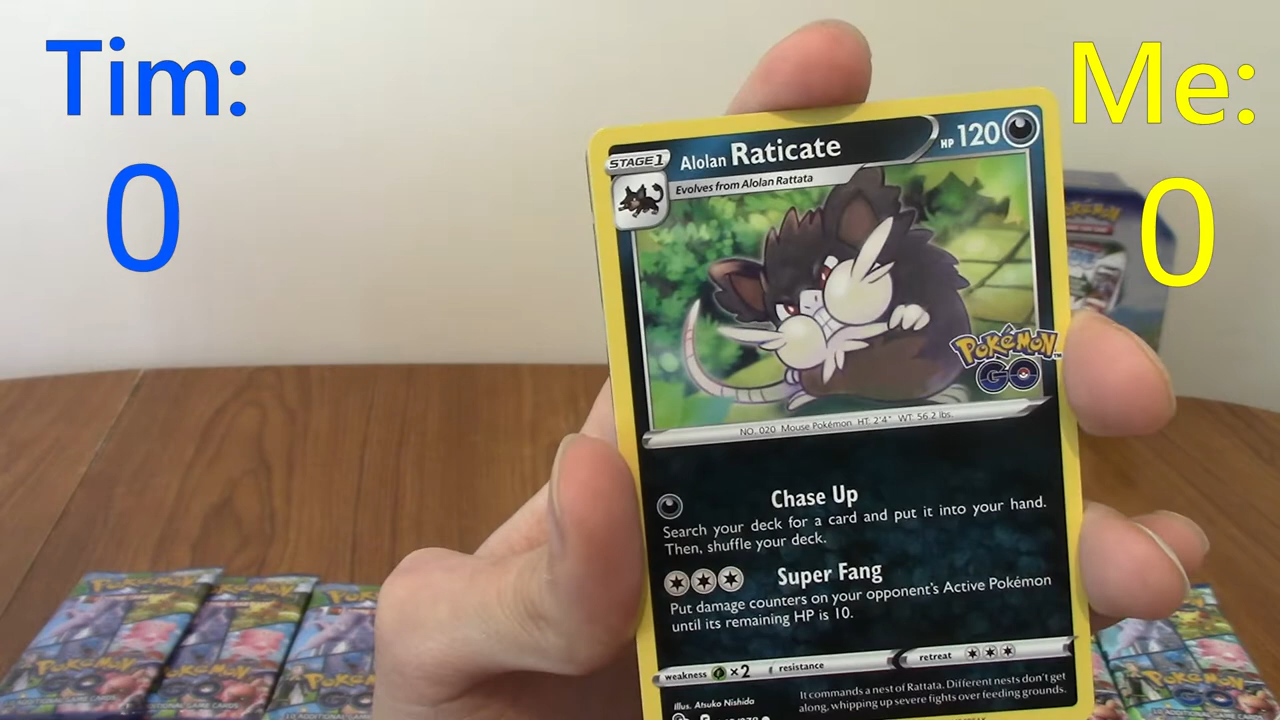 Tim:
0
Me:
0
STAGE 1
Alolan Raticate
HP 120
Evolves from Alolan Rattata
POKÉMON
GO
NO. 020 Mouse Pokémon HT: 2'4" WT: 56.2 lbs.
Chase Up
Search your deck for a card and put it into your hand.
Then, shuffle your deck.
Super Fang
Put damage counters on your opponent's Active Pokémon
until its remaining HP is 10.
weakness ×2 resistance
retreat
Illus. Atsuko Nishida
It commands a nest of Rattata. Different nests don't get
along, whipping up severe fights over feeding grounds.
POKÉMON
POKÉMON